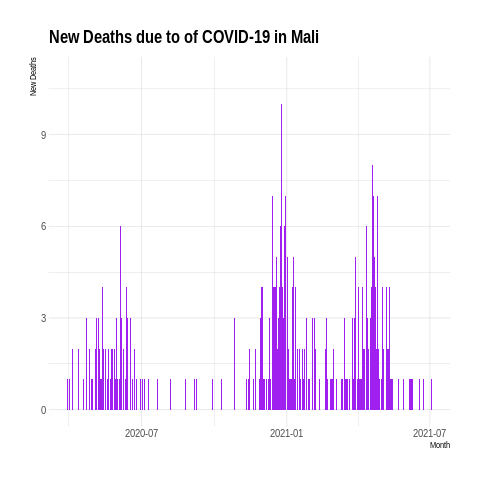 New Deaths due to of COVID-19 in Mali
New Deaths
9
6
3
0
2020-07 2021-01 2021-07
Month